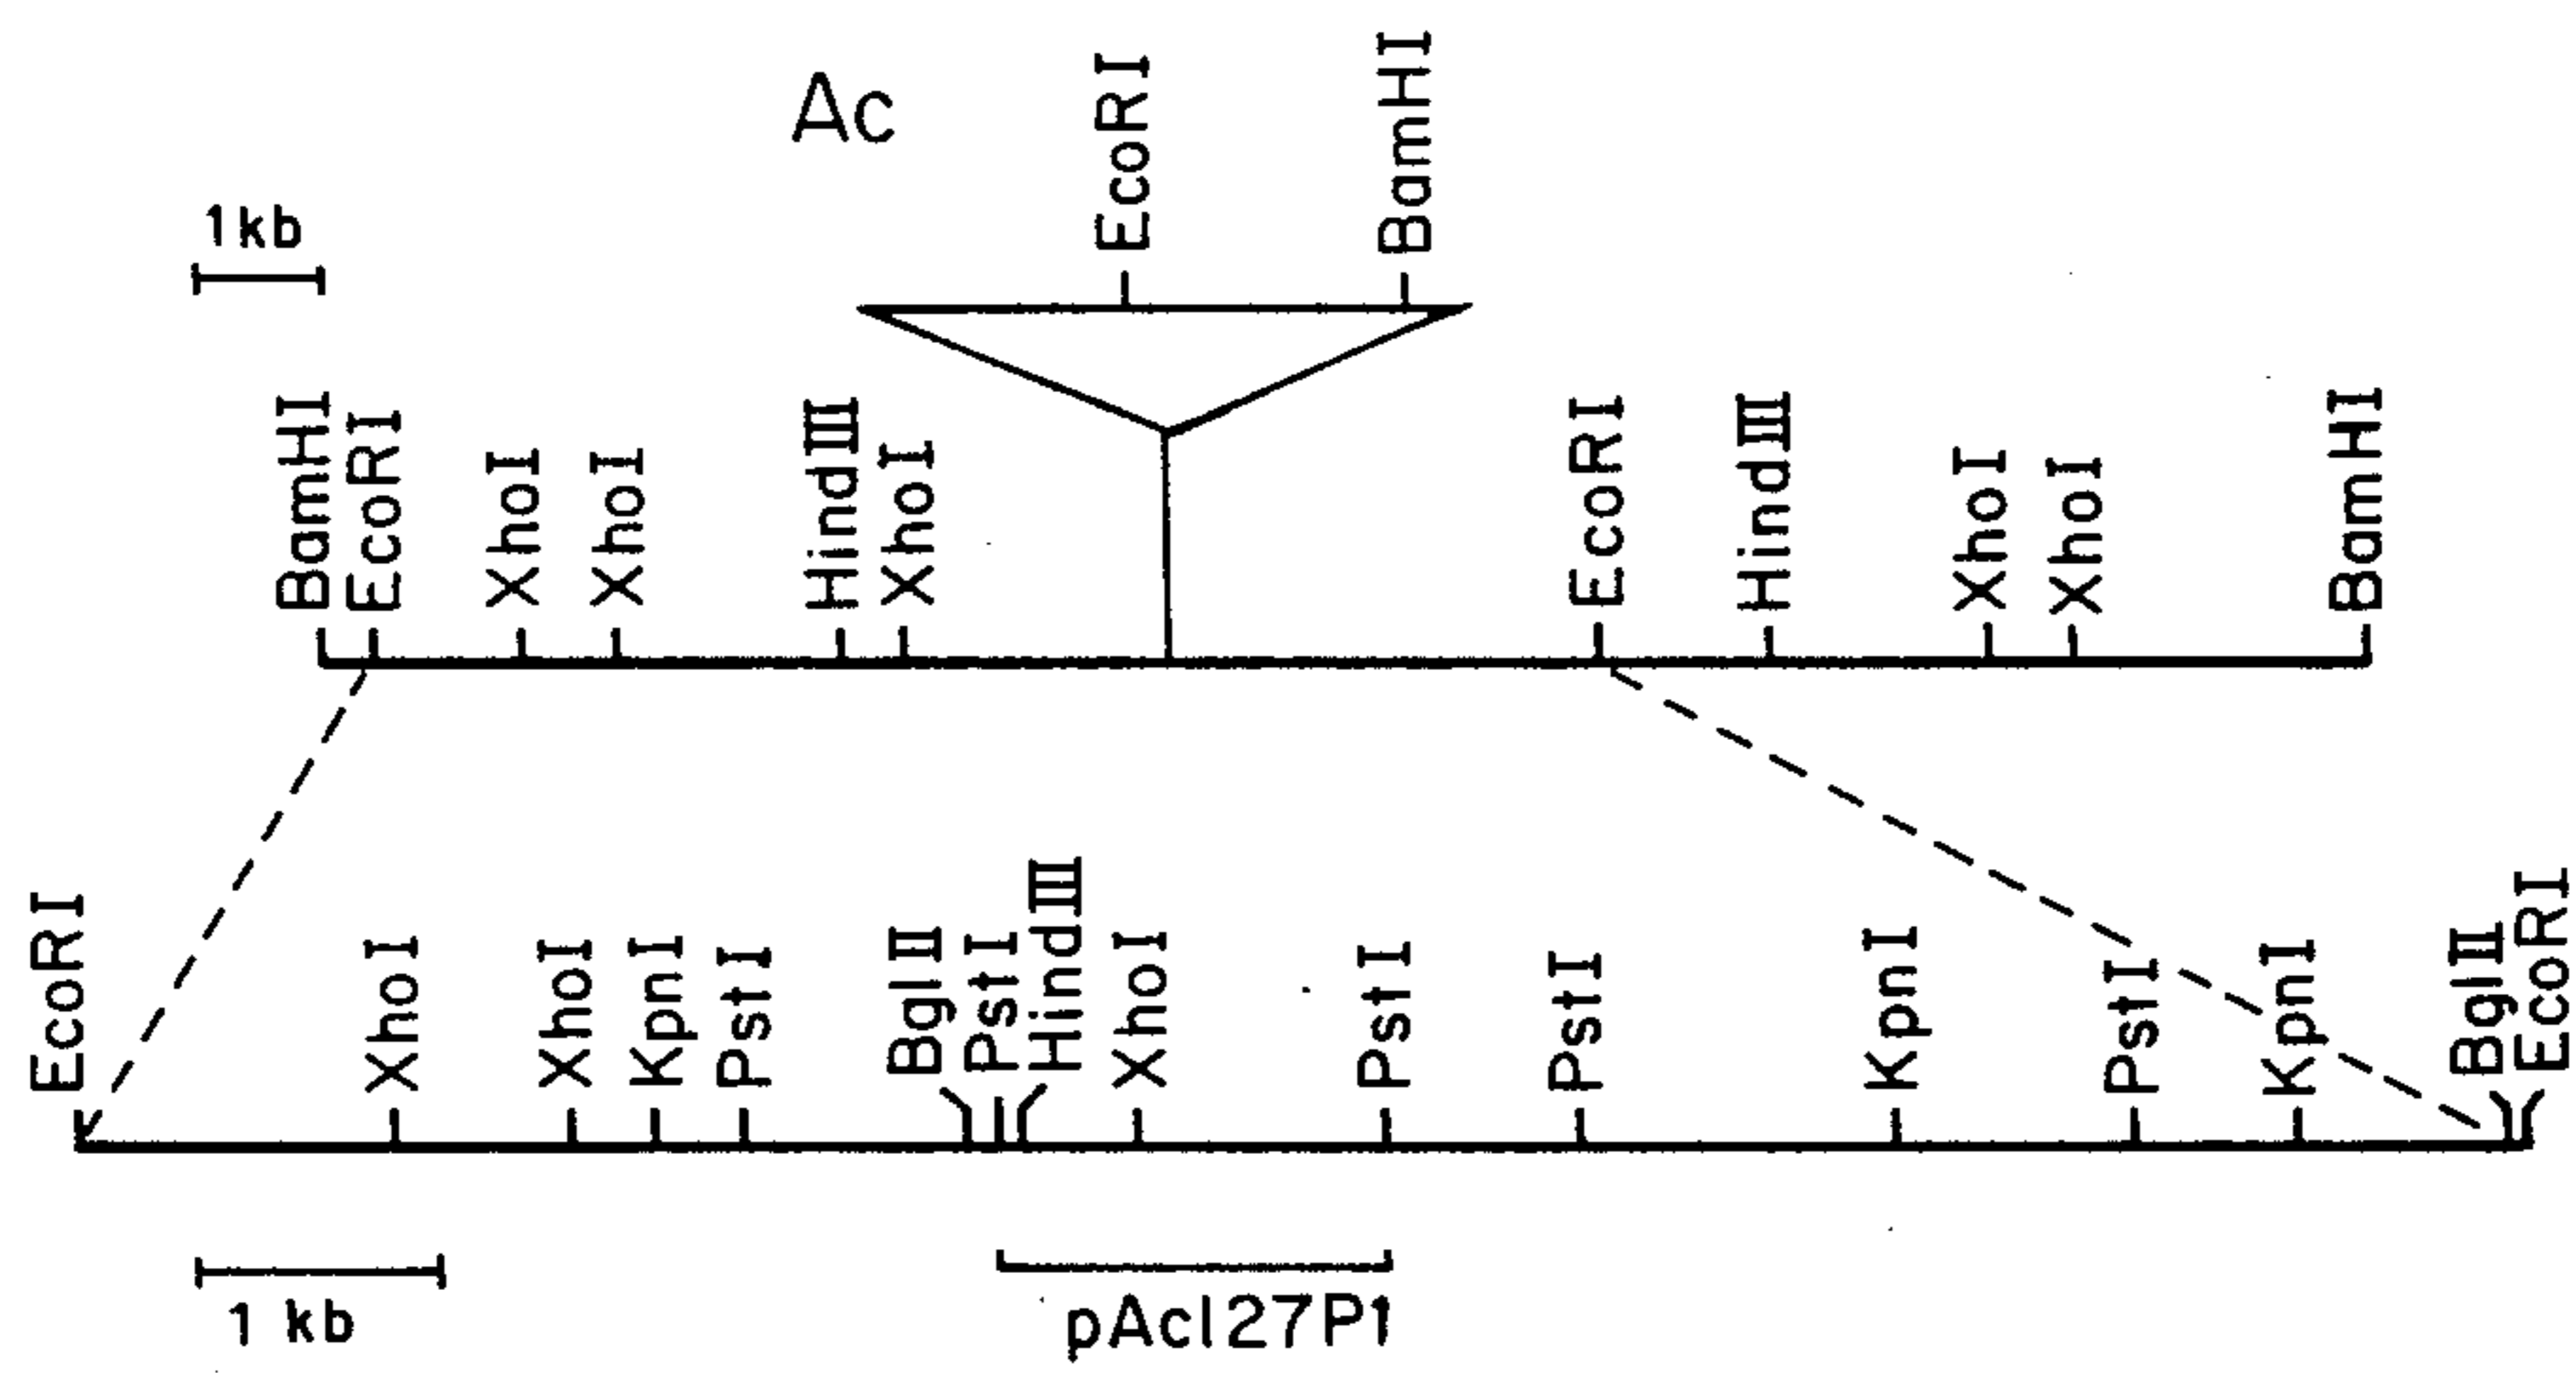 Ac
EcoRI
BamHI
1kb
BamHI
EcoRI
XhoI
XhoI
HindIII
XhoI
EcoRI
HindIII
XhoI
XhoI
BamHI
EcoRI
XhoI
XhoI
KpnI
PstI
BglII
PstI
HindIII
XhoI
PstI
PstI
KpnI
PstI
KpnI
BglII
EcoRI
1 kb
pAc127P1